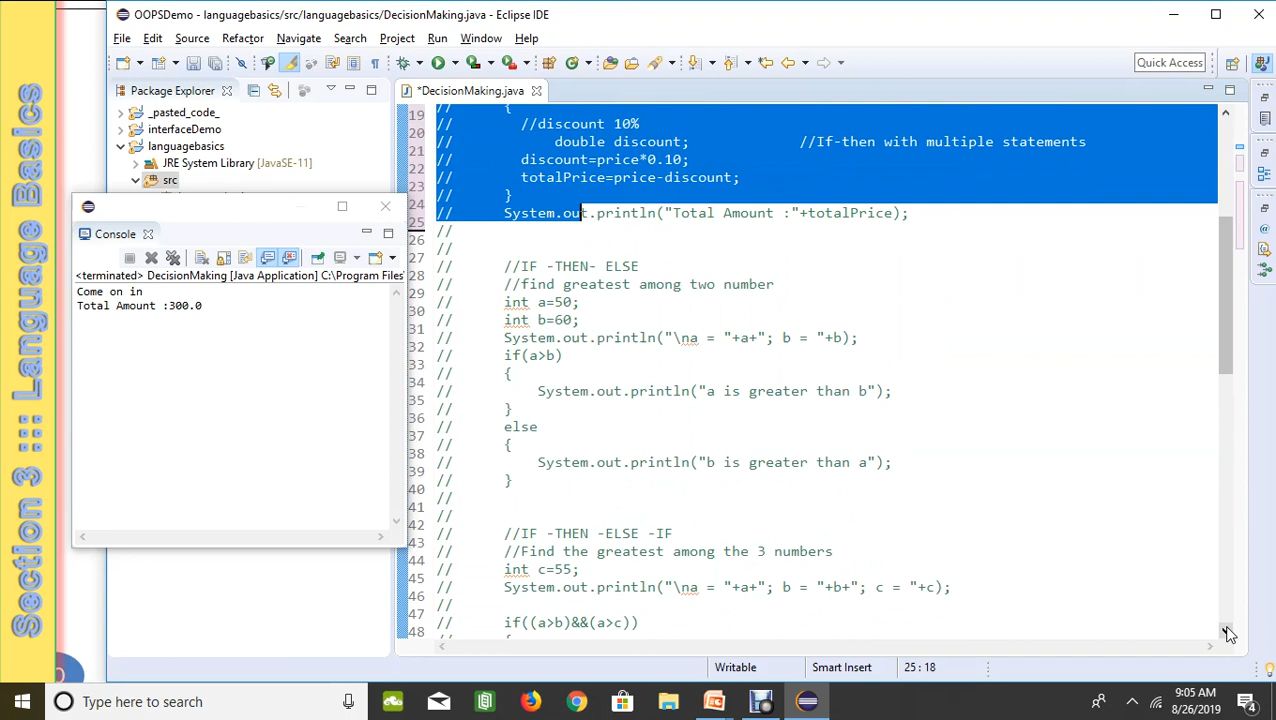 OOPSDemo - languagebasics/src/languagebasics/DecisionMaking.java - Eclipse IDE
File Edit Source Refactor Navigate Search Project Run Window Help
Quick Access
Package Explorer
*DecisionMaking.java
_pasted_code_
interfaceDemo
languagebasics
JRE System Library [JavaSE-11]
src
Console
<terminated> DecisionMaking [Java Application] C:\Program Files
Come on in
Total Amount :300.0
19 // {
20 // //discount 10%
21 // double discount; //If-then with multiple statements
22 // discount=price*0.10;
23 // totalPrice=price-discount;
// }
24 // System.out.println("Total Amount :"+totalPrice);
25 //
26 //
27 // //IF -THEN- ELSE
28 // //find greatest among two number
29 // int a=50;
30 // int b=60;
31 // System.out.println("\na = "+a+"; b = "+b);
32 // if(a>b)
33 // {
34 // System.out.println("a is greater than b");
35 // }
36 // else
37 // {
38 // System.out.println("b is greater than a");
39 // }
40 //
41 //
42 // //IF -THEN -ELSE -IF
43 // //Find the greatest among the 3 numbers
44 // int c=55;
45 // System.out.println("\na = "+a+"; b = "+b+"; c = "+c);
46 //
47 // if((a>b)&&(a>c))
48 // {
Writable Smart Insert 25 : 18
Section 3 ::: Language Basics
Type here to search
9:05 AM
8/26/2019
4